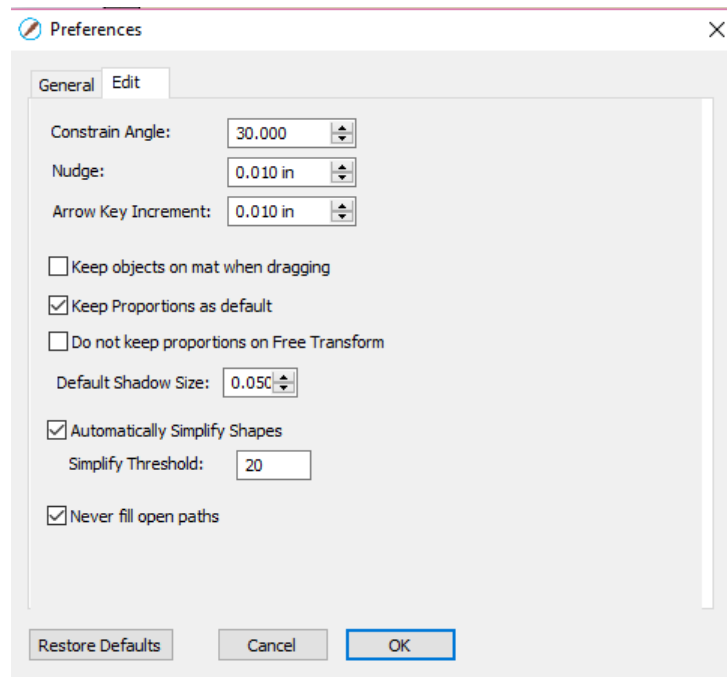 Preferences
General Edit
Constrain Angle: 30.000
Nudge: 0.010 in
Arrow Key Increment: 0.010 in
Keep objects on mat when dragging
Keep Proportions as default
Do not keep proportions on Free Transform
Default Shadow Size: 0.050
Automatically Simplify Shapes
Simplify Threshold: 20
Never fill open paths
Restore Defaults Cancel OK